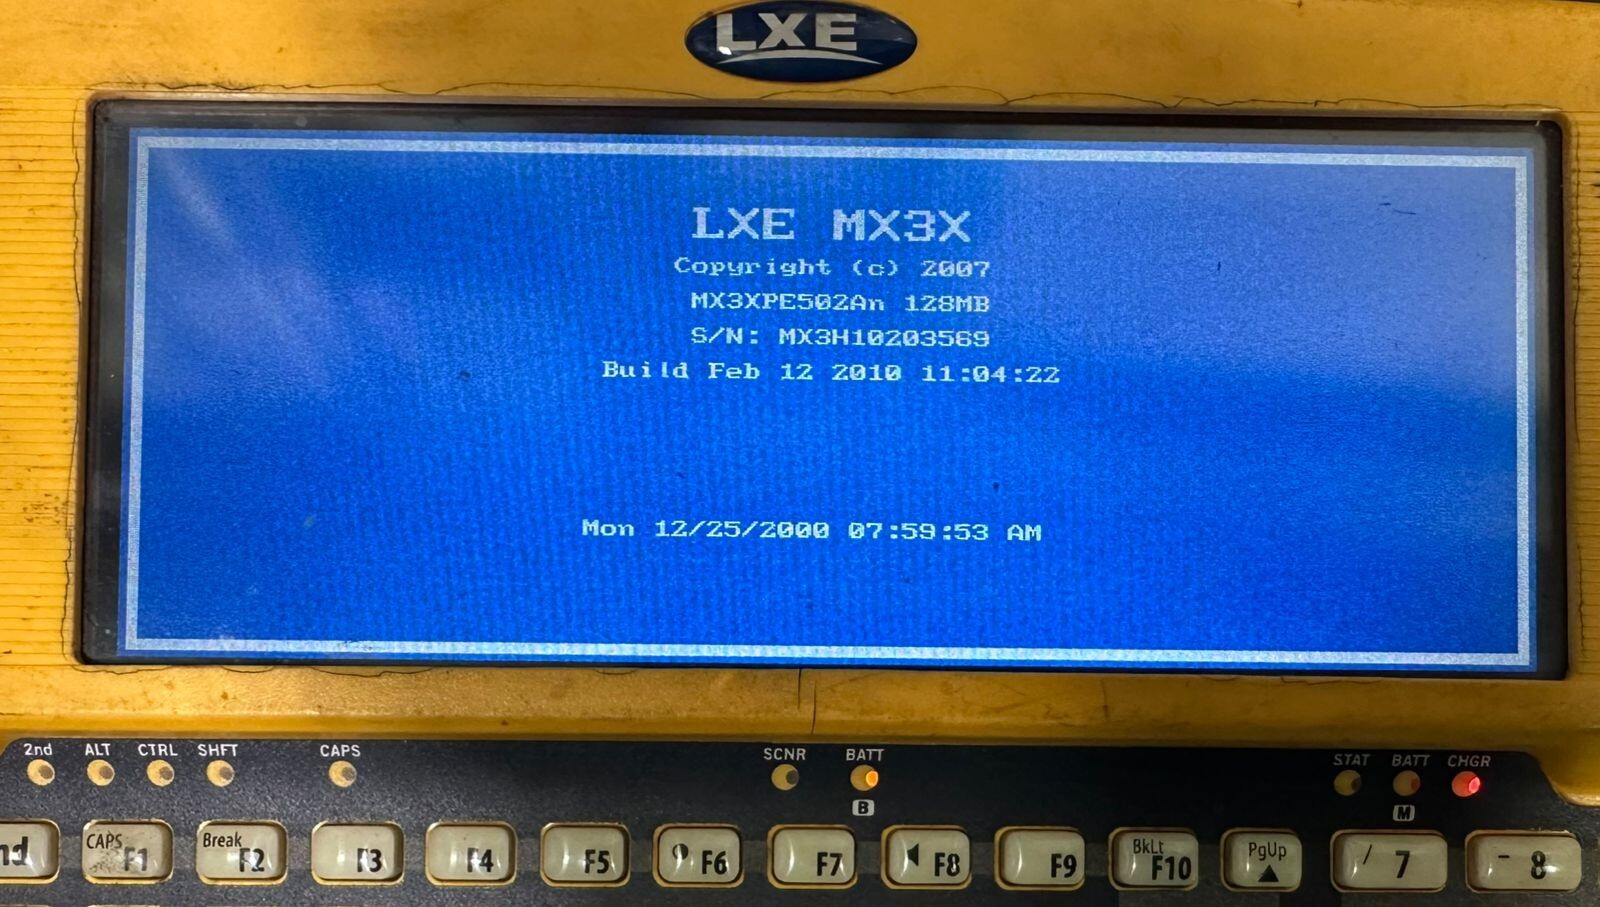 LXE
LXE MX3X
Copyright (c) 2007
MX3XPE502An 128MB
S/N: MX3H10203569
Build Feb 12 2010 11:04:22
Mon 12/25/2000 07:59:53 AM
2nd ALT CTRL SHFT CAPS SCNR BATT STAT BATT CHGR
B M
CAPS Break BkLt PgUp
nd F1 F2 F3 F4 F5 F6 F7 F8 F9 F10 / 7 - 8